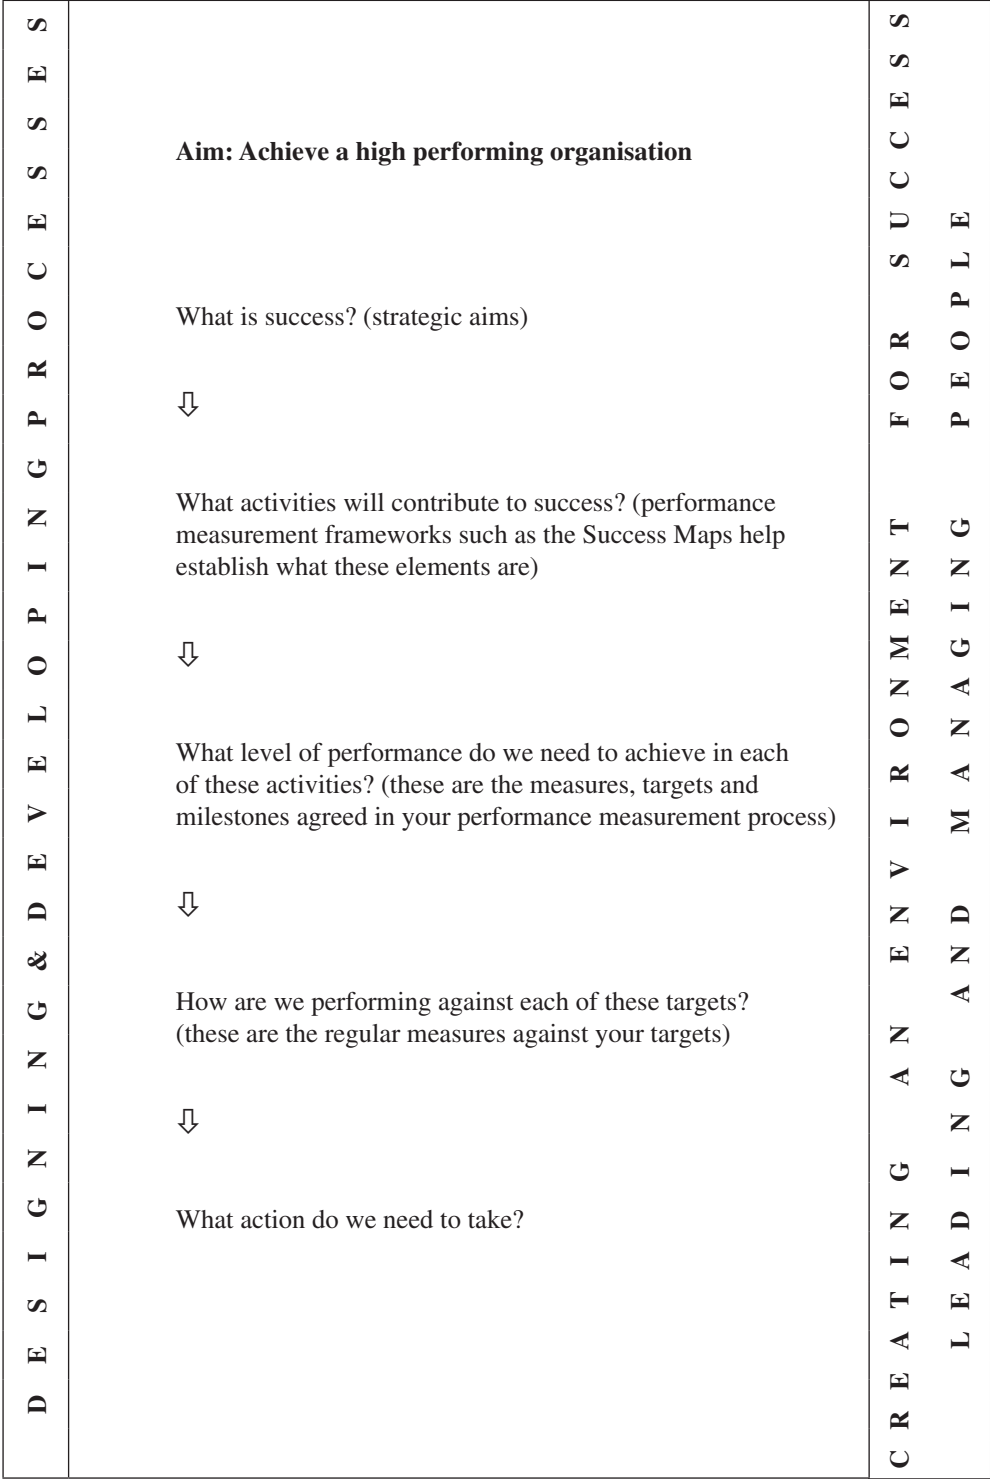 DESIGNING & DEVELOPING PROCESSES
Aim: Achieve a high performing organisation
What is success? (strategic aims)
⇩
What activities will contribute to success? (performance
measurement frameworks such as the Success Maps help
establish what these elements are)
⇩
What level of performance do we need to achieve in each
of these activities? (these are the measures, targets and
milestones agreed in your performance measurement process)
⇩
How are we performing against each of these targets?
(these are the regular measures against your targets)
⇩
What action do we need to take?
CREATING AN ENVIRONMENT FOR SUCCESS
LEADING AND MANAGING PEOPLE